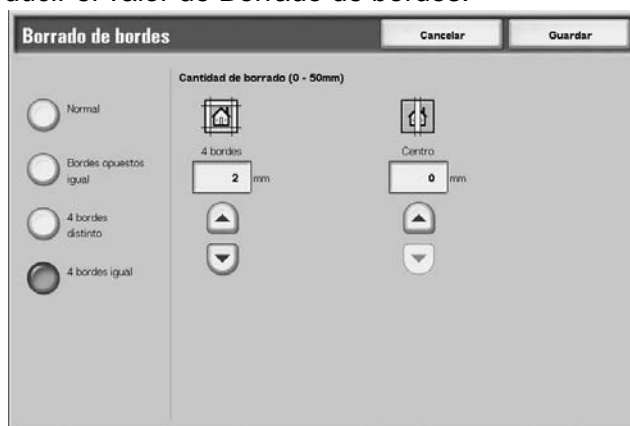 Borrado de bordes
Cancelar
Guardar
Cantidad de borrado (0 - 50mm)
Normal
Bordes opuestos
igual
4 bordes
distinto
4 bordes igual
4 bordes
2 mm
Centro
0 mm